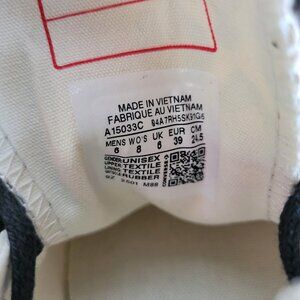 MADE IN VIETNAM
FABRIQUE AU VIETNAM
A15033C
MENS WO'S UK EUR CM
6 8 6 39 24.5
GENDER:UNISEX
UPPER:TEXTILE
LINING:TEXTILE
RUBBER
CONVERSE